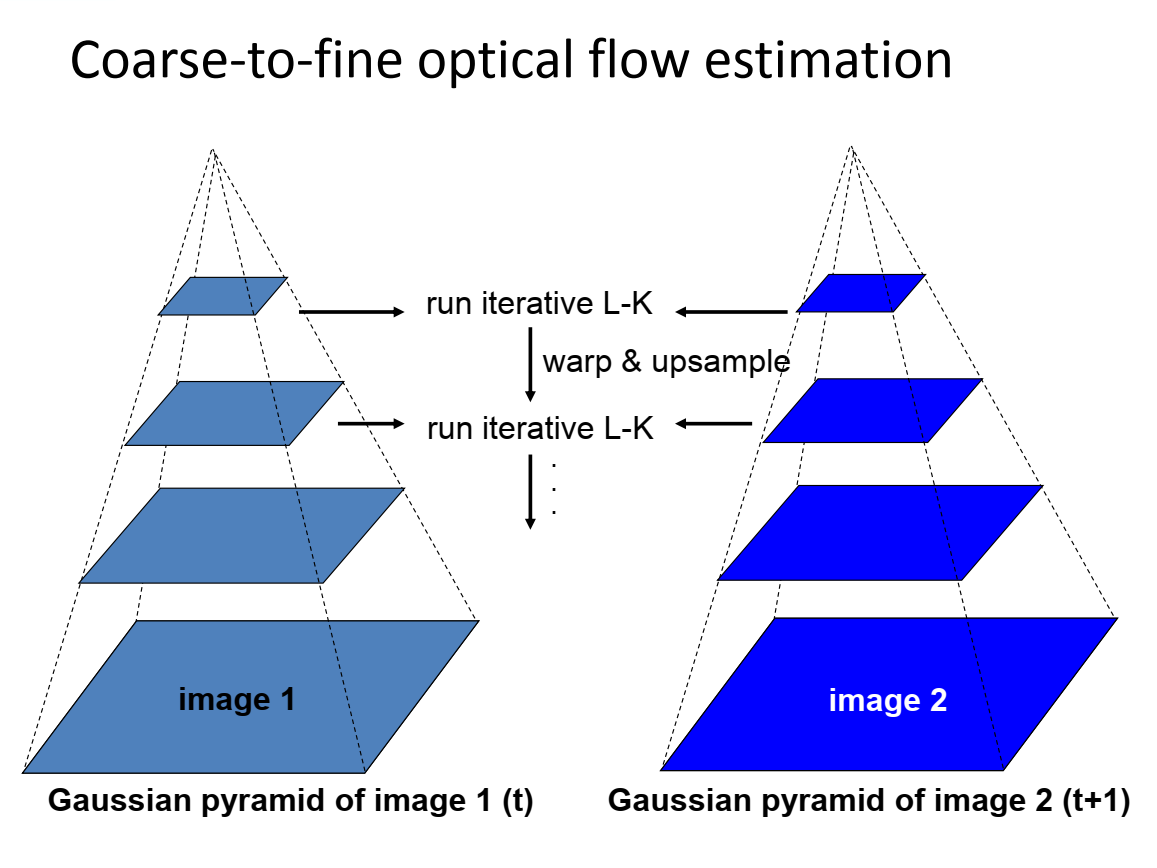 Coarse-to-fine optical flow estimation
run iterative L-K
warp & upsample
run iterative L-K
.
.
.
image 1
image 2
Gaussian pyramid of image 1 (t)
Gaussian pyramid of image 2 (t+1)